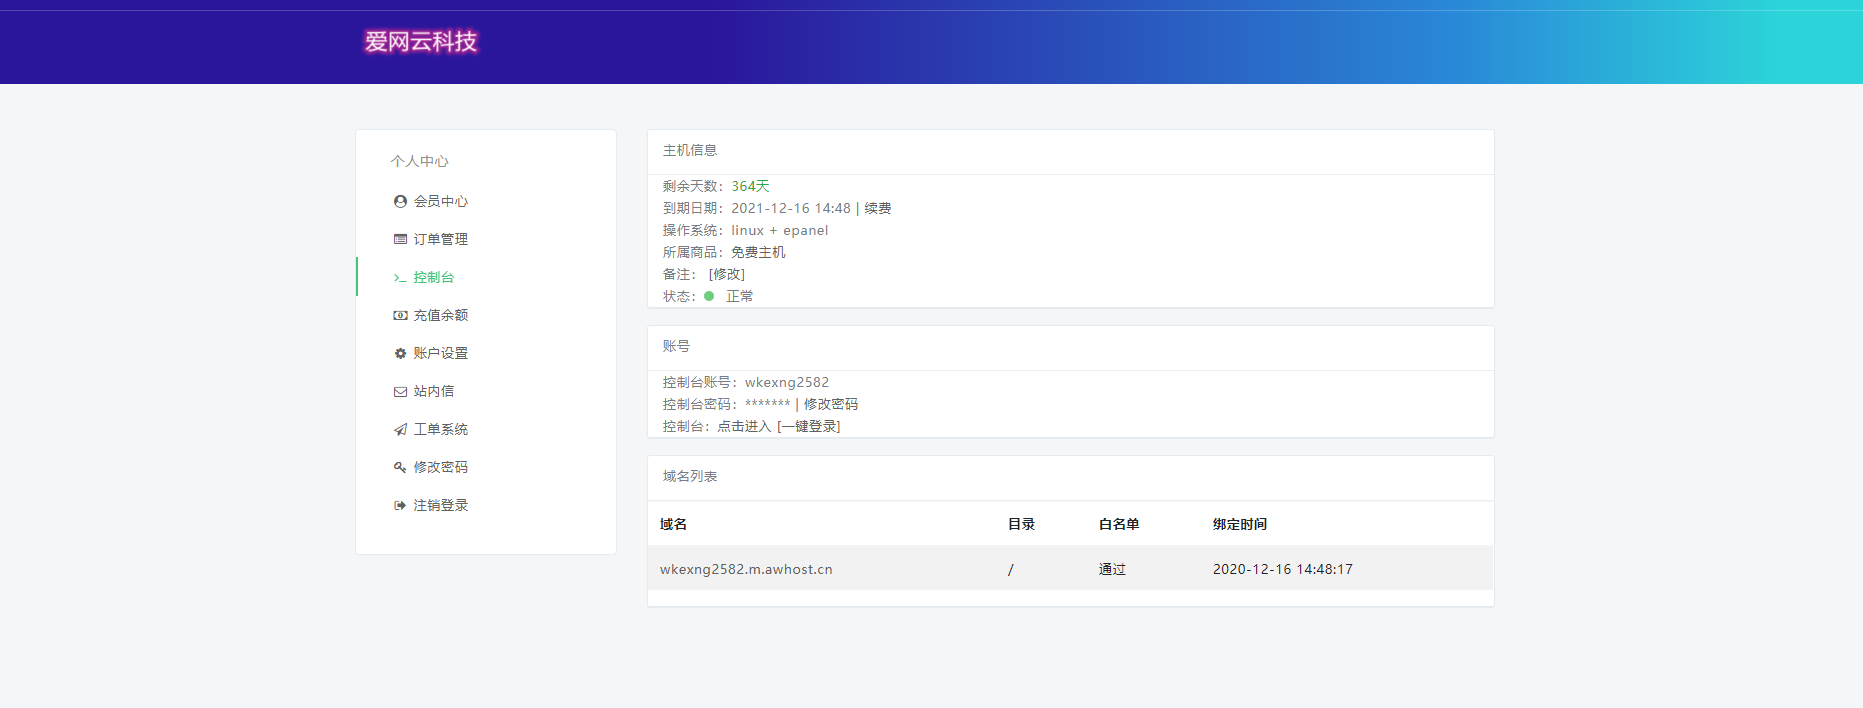 爱网云科技
个人中心
会员中心
订单管理
控制台
充值余额
账户设置
站内信
工单系统
修改密码
注销登录
主机信息
剩余天数：364天
到期日期：2021-12-16 14:48 | 续费
操作系统：linux + epanel
所属商品：免费主机
备注： [修改]
状态： 正常
账号
控制台账号：wkexng2582
控制台密码：******* | 修改密码
控制台：点击进入 [一键登录]
域名列表
域名 目录 白名单 绑定时间
wkexng2582.m.awhost.cn / 通过 2020-12-16 14:48:17